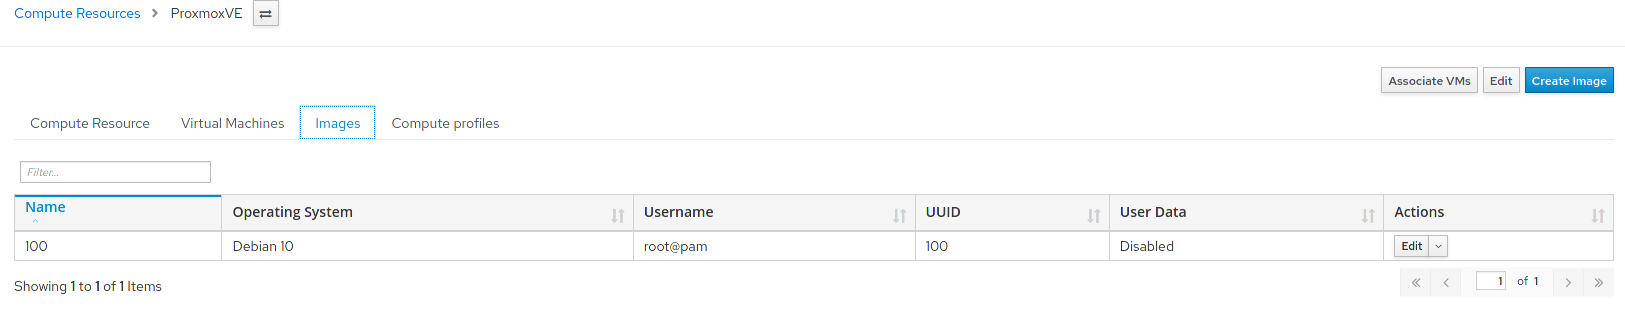 Compute Resources > ProxmoxVE ⇄
Associate VMs Edit Create Image
Compute Resource Virtual Machines Images Compute profiles
Filter...
Name Operating System Username UUID User Data Actions
100 Debian 10 root@pam 100 Disabled Edit
Showing 1 to 1 of 1 Items « ‹ 1 of 1 › »